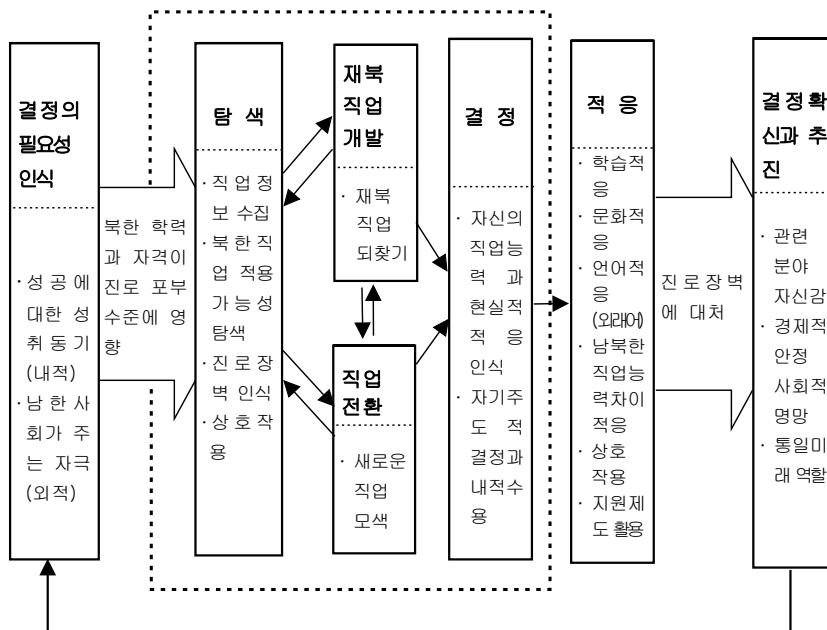 결정의
필요성
인식
·성공에
대한 성
취동기
(내적)
·남한사
회가 주
는 자극
(외적)
북한 학력
과 자격이
진로 포부
수준에 영
향
탐 색
·직업정
보 수집
·북한직
업 적용
가능성
탐색
·진로장
벽 인식
·상호작
용
재북
직업
개발
· 재북
직업
되찾기
직업
전환
· 새로운
직업
모색
결 정
· 자신의
직업능
력 과
현실적
적 응
인식
· 자기주
도 적
결정과
내적수
용
적 응
· 학습적
응
· 문화적
응
· 언어적
응
(외래어)
· 남북한
직업능
력차이
적응
· 상호
작용
· 지원제
도 활용
진로장벽
에 대처
결정확
신과 추
진
· 관련
분야
자신감
· 경제적
안정
사회적
명망
· 통일미
래 역할